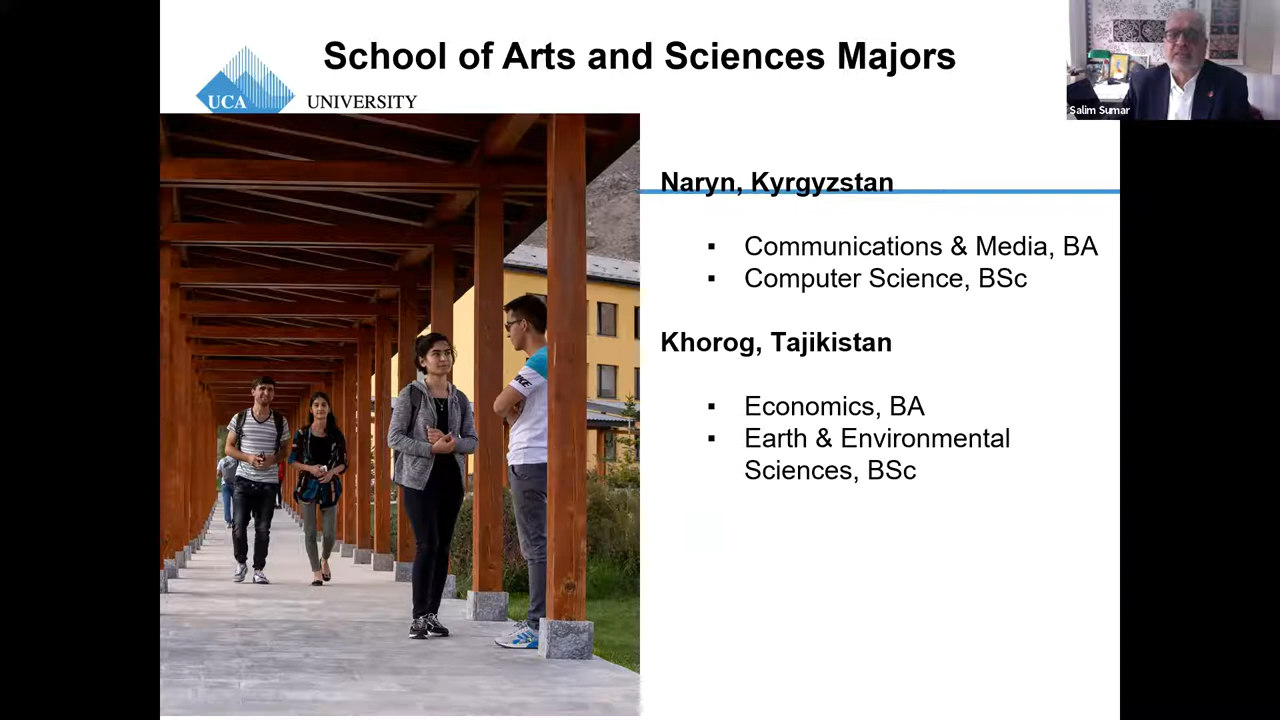 School of Arts and Sciences Majors
UCA UNIVERSITY
Salim Sumar
Naryn, Kyrgyzstan
▪ Communications & Media, BA
▪ Computer Science, BSc
Khorog, Tajikistan
▪ Economics, BA
▪ Earth & Environmental
Sciences, BSc